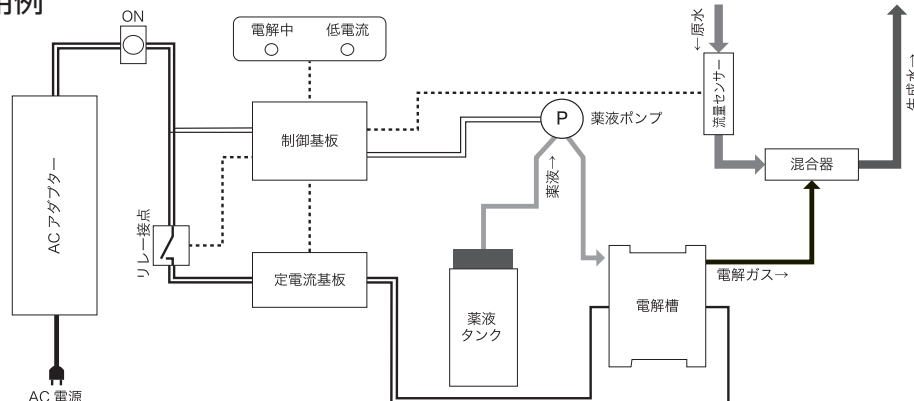 用例
ON
電解中
低電流
←原水
流量センサー
生成水→
ACアダプター
制御基板
P
薬液ポンプ
混合器
薬液→
リレー接点
定電流基板
電解ガス→
薬液
タンク
電解槽
AC電源